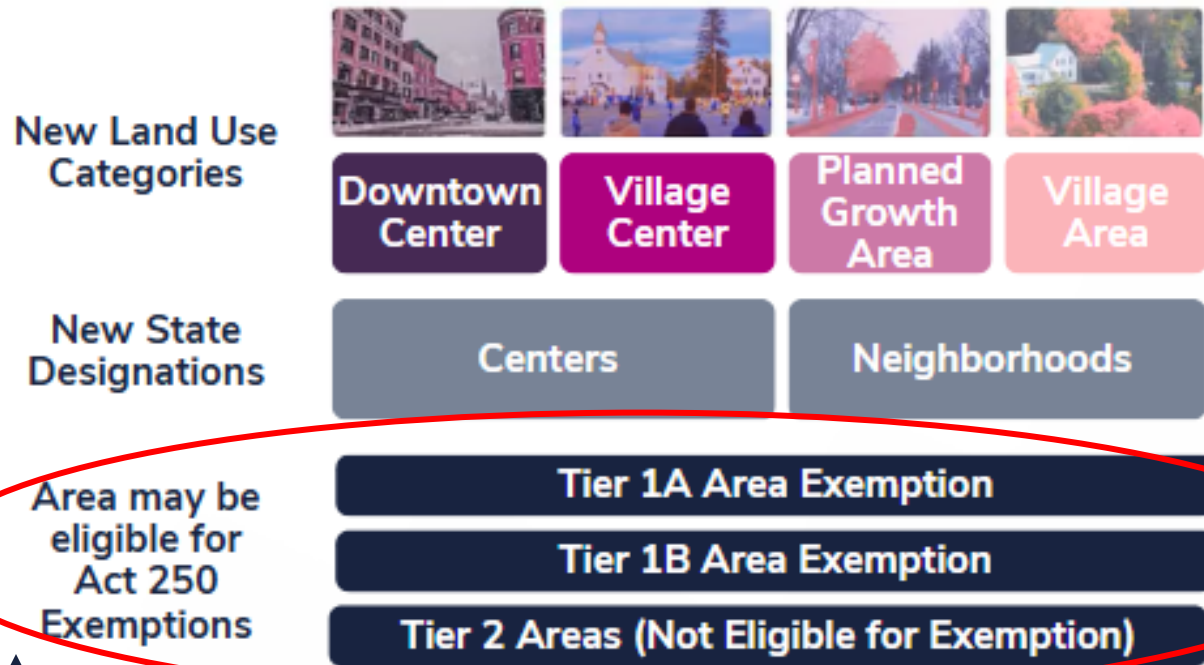 New Land Use
Categories
Downtown
Center
Village
Center
Planned
Growth
Area
Village
Area
New State
Designations
Centers
Neighborhoods
Area may be
eligible for
Act 250
Exemptions
Tier 1A Area Exemption
Tier 1B Area Exemption
Tier 2 Areas (Not Eligible for Exemption)